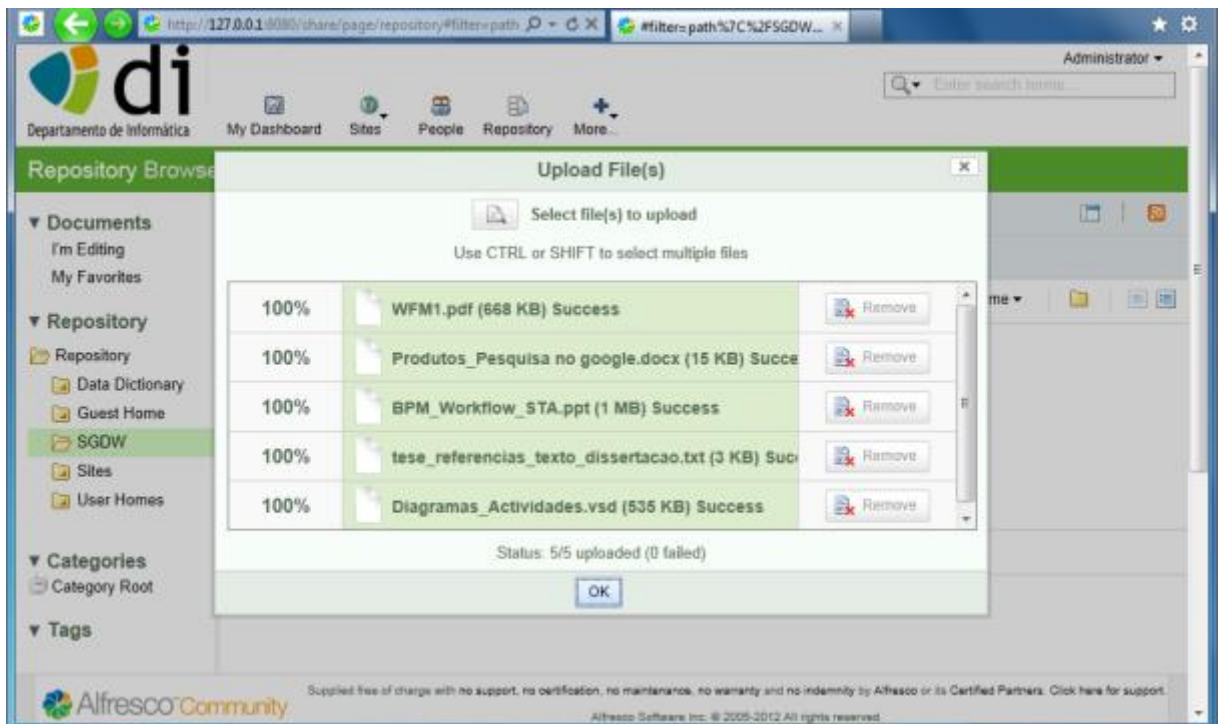 http://127.0.0.1:8080/share/page/repository#filter=path
#filter=path%7C%2FSGDW...
di
Departamento de Informática
My Dashboard
Sites
People
Repository
More...
Administrator
Enter search terms...
Repository Browse
Upload File(s)
Select file(s) to upload
Use CTRL or SHIFT to select multiple files
Documents
I'm Editing
My Favorites
Repository
Repository
Data Dictionary
Guest Home
SGDW
Sites
User Homes
Categories
Category Root
Tags
me
100% WFM1.pdf (668 KB) Success Remove
100% Produtos_Pesquisa no google.docx (15 KB) Succe Remove
100% BPM_Workflow_STA.ppt (1 MB) Success Remove
100% tese_referencias_texto_dissertacao.txt (3 KB) Suc Remove
100% Diagramas_Actividades.vsd (535 KB) Success Remove
Status: 5/5 uploaded (0 failed)
OK
Alfresco Community
Supplied free of charge with no support, no certification, no maintenance, no warranty and no indemnity by Alfresco or its Certified Partners. Click here for support.
Alfresco Software Inc. © 2005-2012 All rights reserved.